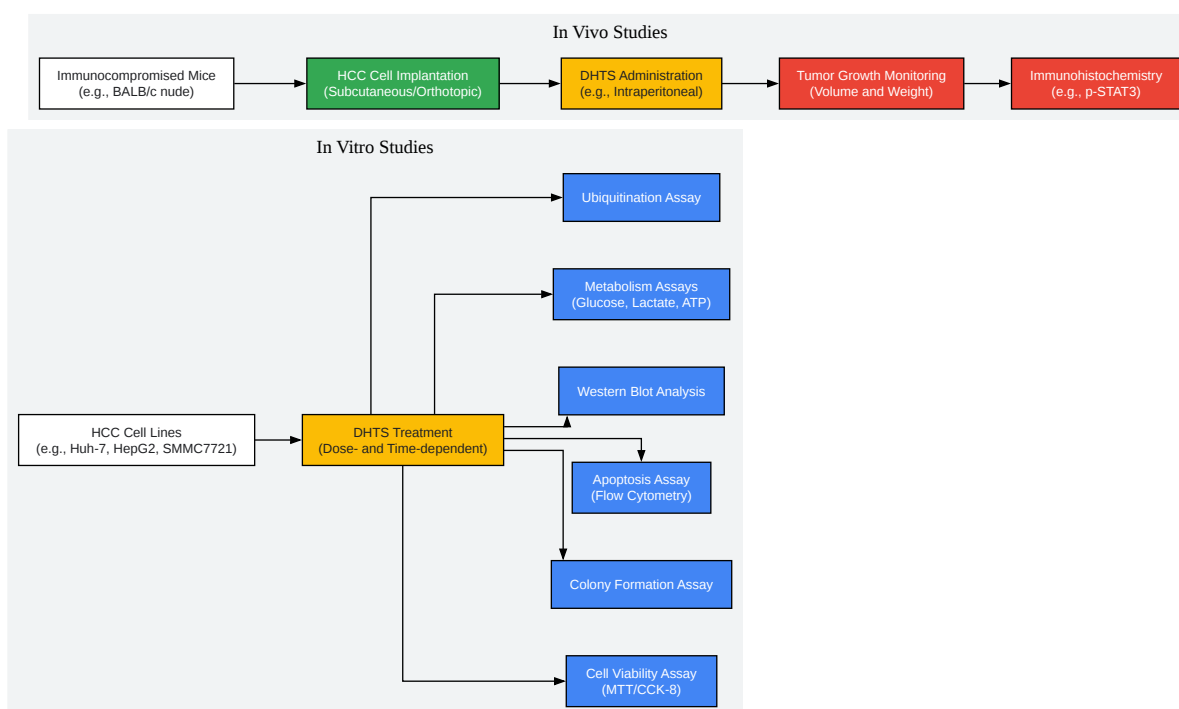 In Vivo Studies
Immunocompromised Mice
(e.g., BALB/c nude)
HCC Cell Implantation
(Subcutaneous/Orthotopic)
DHTS Administration
(e.g., Intraperitoneal)
Tumor Growth Monitoring
(Volume and Weight)
Immunohistochemistry
(e.g., p-STAT3)
In Vitro Studies
Ubiquitination Assay
Metabolism Assays
(Glucose, Lactate, ATP)
Western Blot Analysis
HCC Cell Lines
(e.g., Huh-7, HepG2, SMMC7721)
DHTS Treatment
(Dose- and Time-dependent)
Apoptosis Assay
(Flow Cytometry)
Colony Formation Assay
Cell Viability Assay
(MTT/CCK-8)